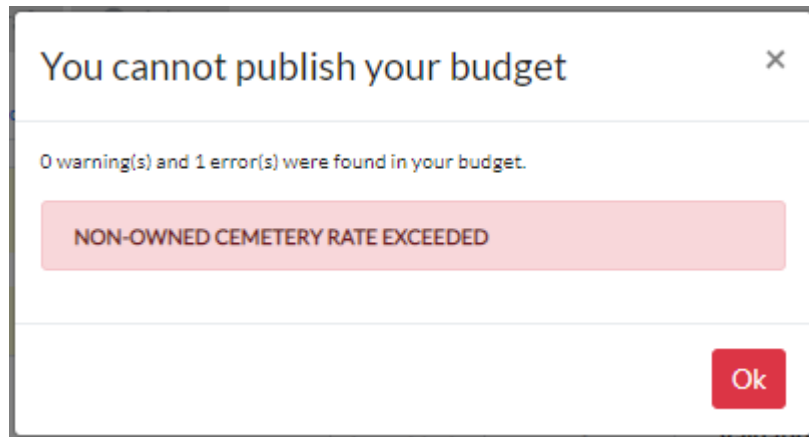 You cannot publish your budget
×
0 warning(s) and 1 error(s) were found in your budget.
NON-OWNED CEMETERY RATE EXCEEDED
Ok